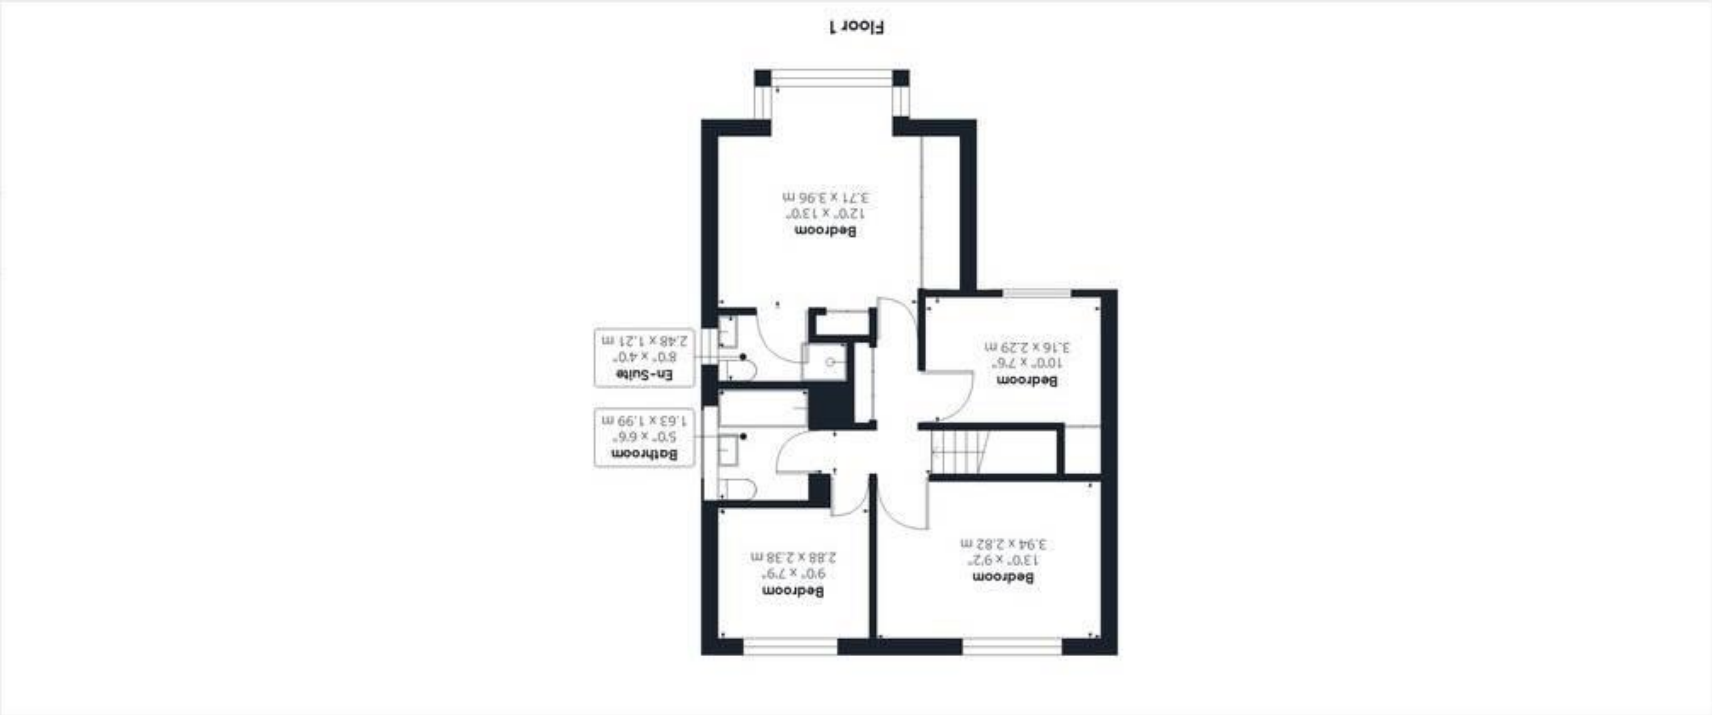 Bedroom
13'0" x 9'2"
3.94 x 2.82 m
Bedroom
9'0" x 7'9"
2.88 x 2.38 m
Bathroom
5'0" x 6'6"
1.63 x 1.99 m
Bedroom
10'0" x 7'6"
3.16 x 2.29 m
En-Suite
8'0" x 4'0"
2.48 x 1.21 m
Bedroom
12'0" x 13'0"
3.71 x 3.96 m
Floor 1